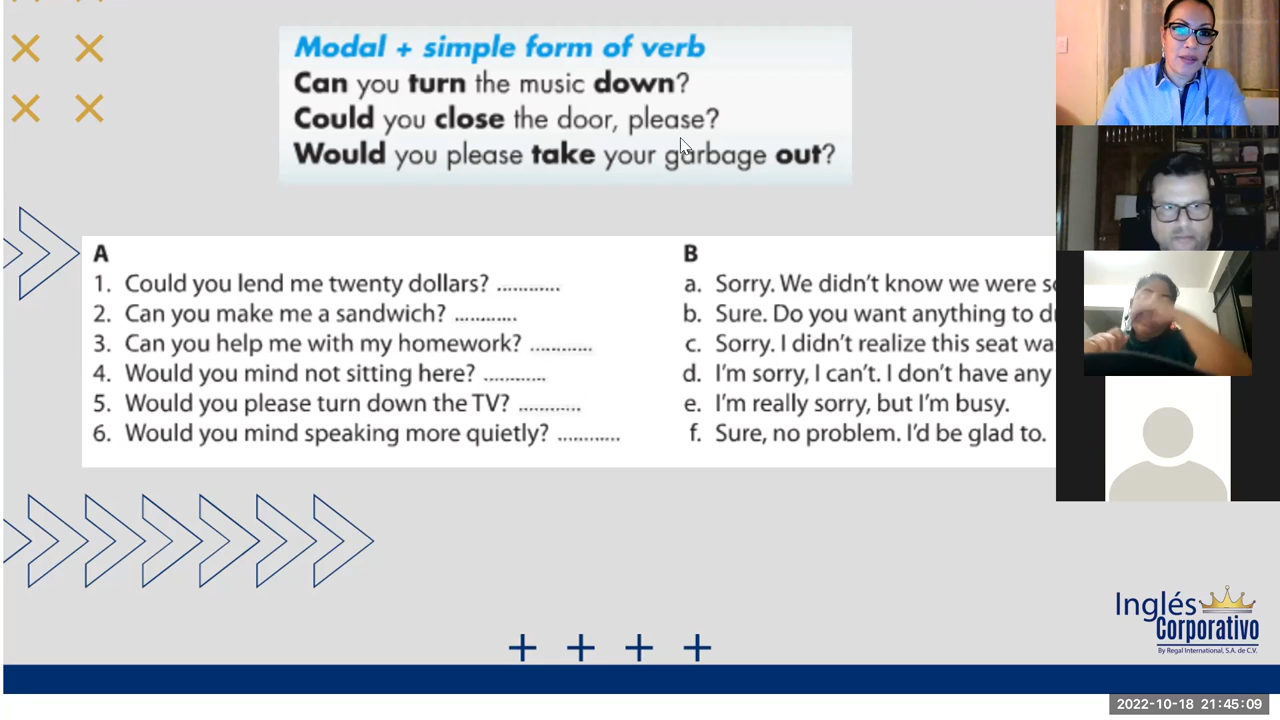 Modal + simple form of verb
Can you turn the music down?
Could you close the door, please?
Would you please take your garbage out?
A
1. Could you lend me twenty dollars? ............
2. Can you make me a sandwich? ............
3. Can you help me with my homework? ............
4. Would you mind not sitting here? ............
5. Would you please turn down the TV? ............
6. Would you mind speaking more quietly? ............
B
a. Sorry. We didn't know we were
b. Sure. Do you want anything to
c. Sorry. I didn't realize this seat
d. I'm sorry, I can't. I don't have any
e. I'm really sorry, but I'm busy.
f. Sure, no problem. I'd be glad to.
Inglés
Corporativo
By Regal International, S.A. de C.V.
2022-10-18 21:45:09